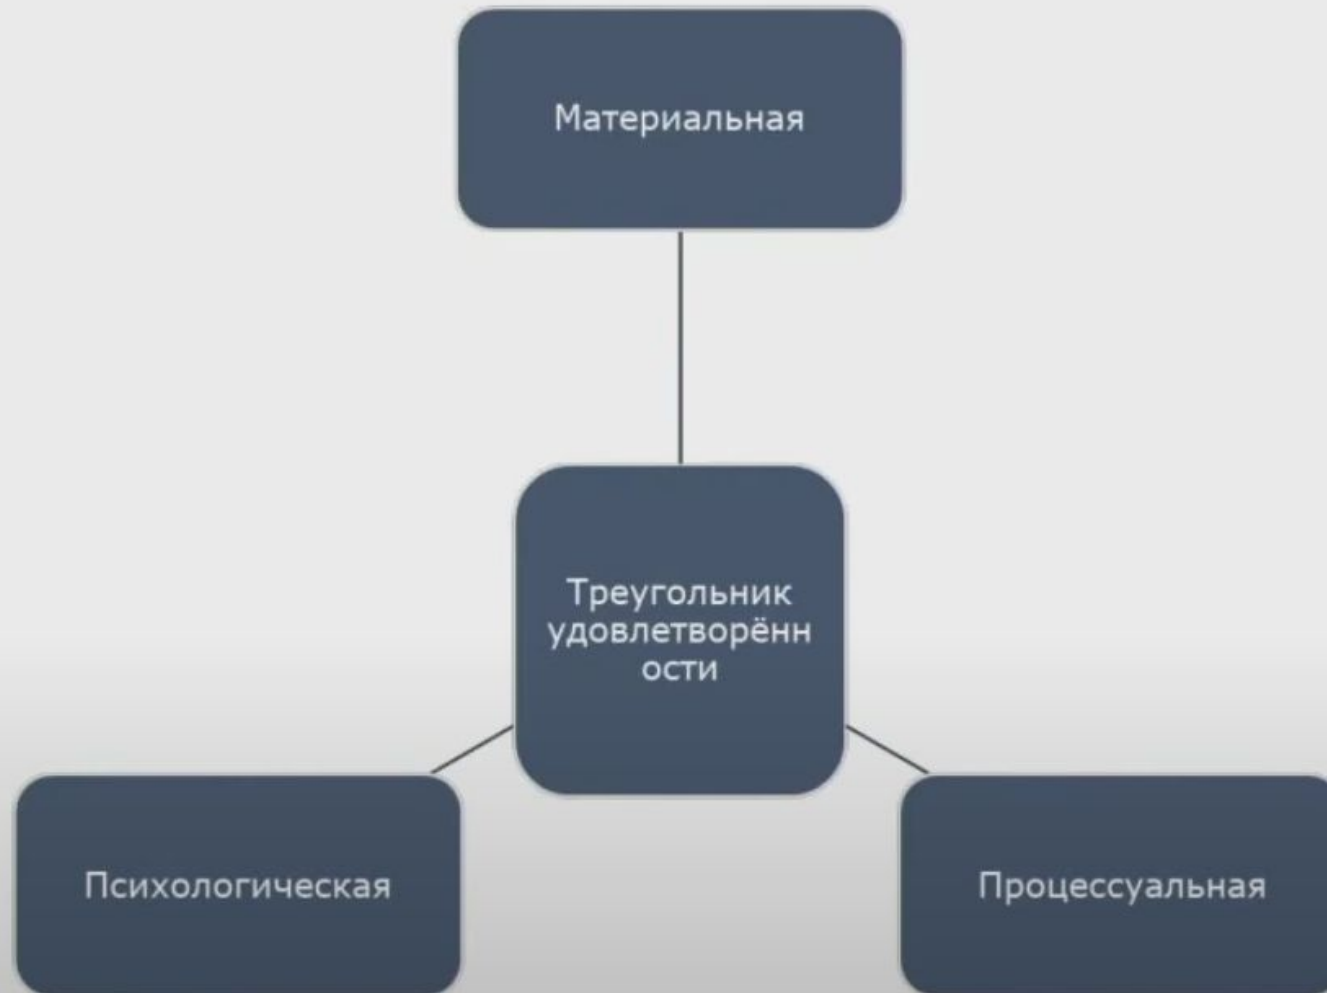 Материальная
Треугольник
удовлетворённ
ости
Психологическая
Процессуальная